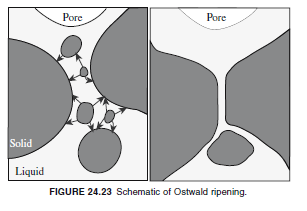 Pore
Pore
Solid
Liquid
FIGURE 24.23 Schematic of Ostwald ripening.